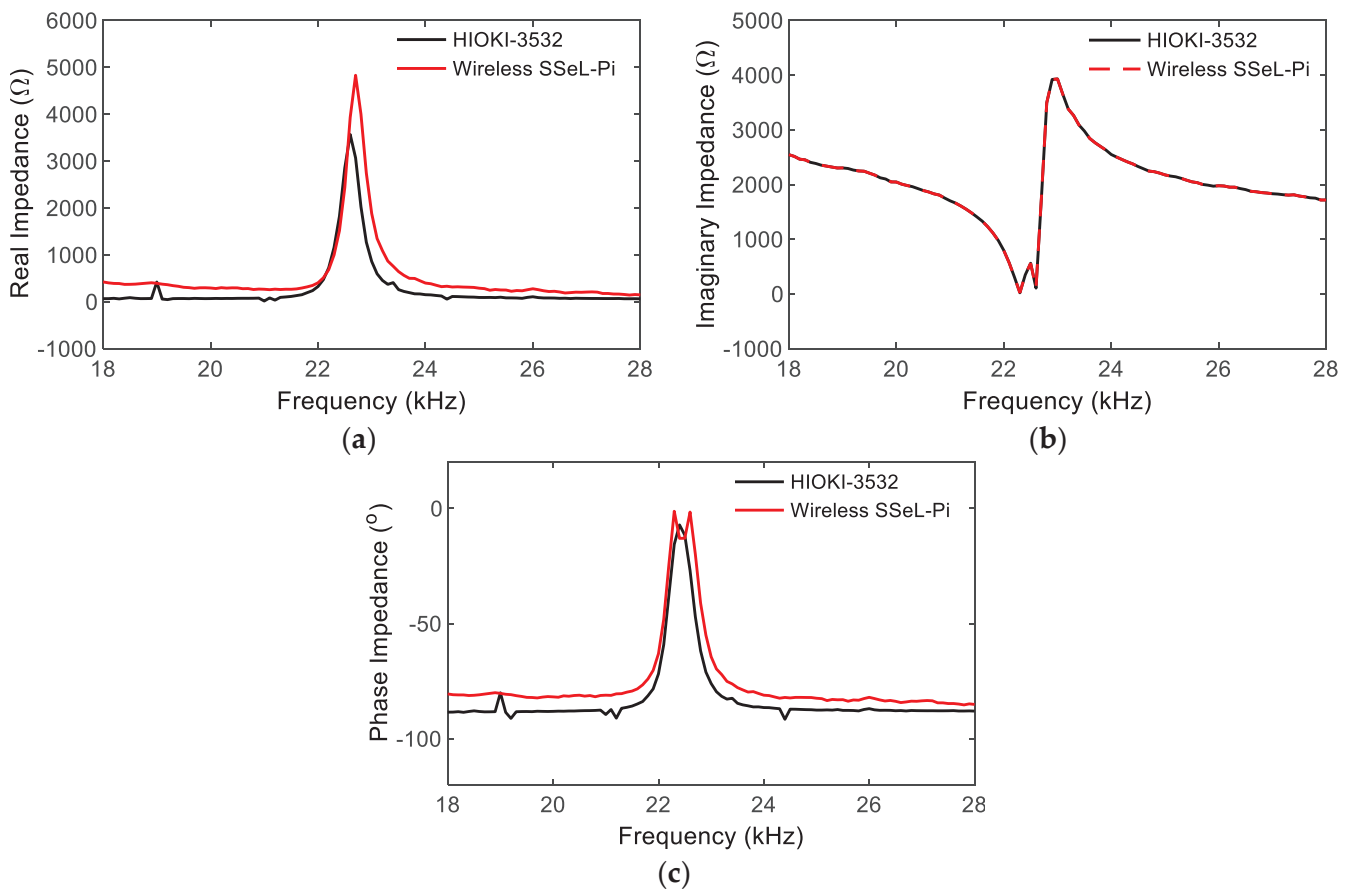 Real Impedance (Ω)
6000
5000
4000
3000
2000
1000
0
-1000
HIOKI-3532
Wireless SSeL-Pi
18 20 22 24 26 28
Frequency (kHz)
(a)
Imaginary Impedance (Ω)
5000
4000
3000
2000
1000
0
-1000
HIOKI-3532
Wireless SSeL-Pi
18 20 22 24 26 28
Frequency (kHz)
(b)
Phase Impedance (º)
0
-50
-100
HIOKI-3532
Wireless SSeL-Pi
18 20 22 24 26 28
Frequency (kHz)
(c)